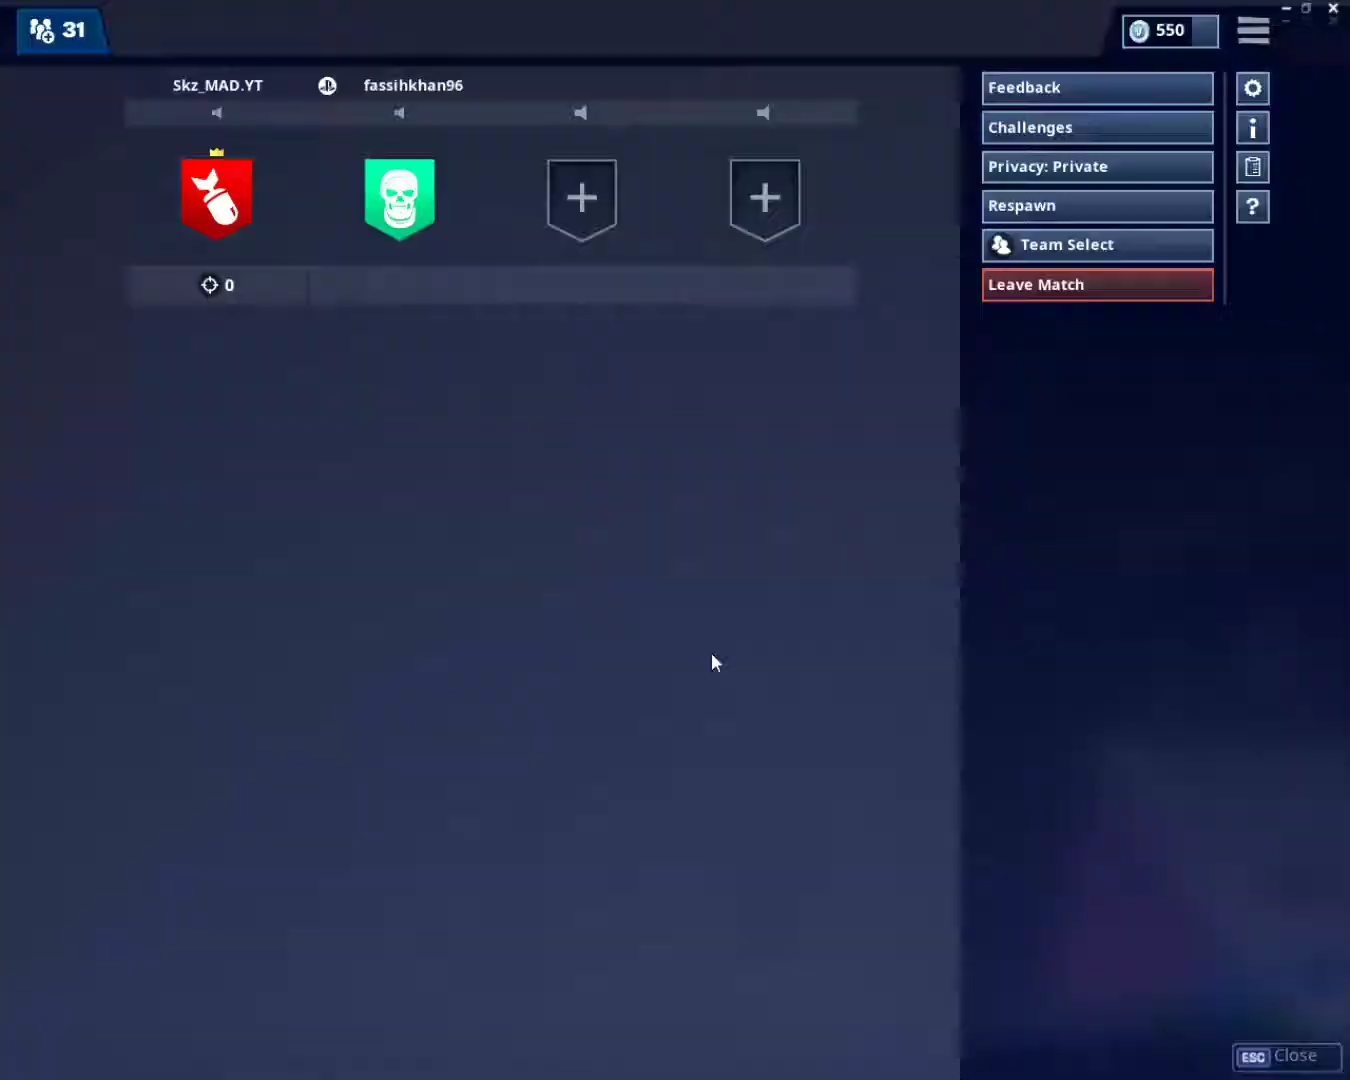 31
550
Skz_MAD.YT
fassihkhan96
0
Feedback
Challenges
Privacy: Private
Respawn
Team Select
Leave Match
?
ESC Close